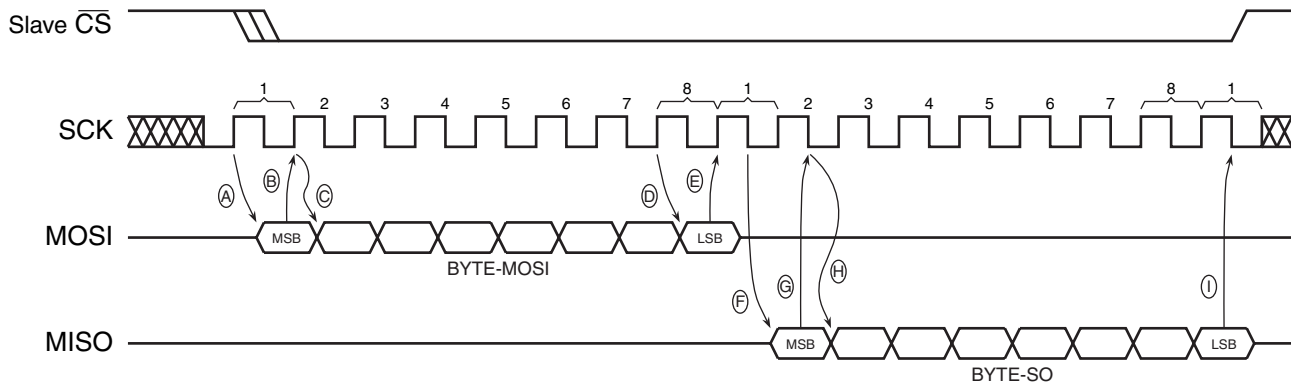 Slave CS
1 2 3 4 5 6 7 8 1 2 3 4 5 6 7 8 1
SCK
A B C D E
MOSI MSB LSB
BYTE-MOSI
F G H I
MISO MSB LSB
BYTE-SO